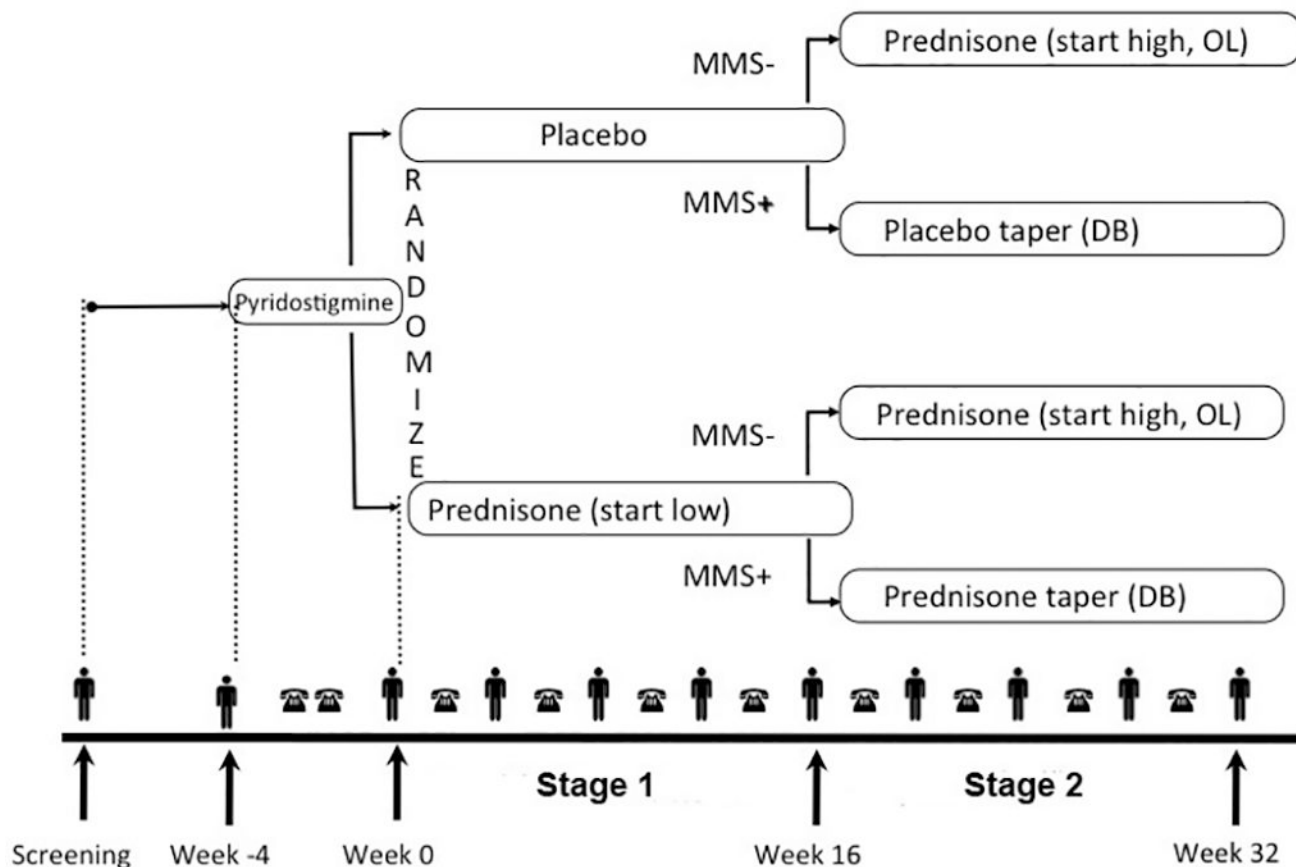 Prednisone (start high, OL)
MMS-
Placebo
MMS+
Placebo taper (DB)
Pyridostigmine
RANDOMIZE
Prednisone (start high, OL)
MMS-
Prednisone (start low)
MMS+
Prednisone taper (DB)
Stage 1
Stage 2
Screening
Week -4
Week 0
Week 16
Week 32